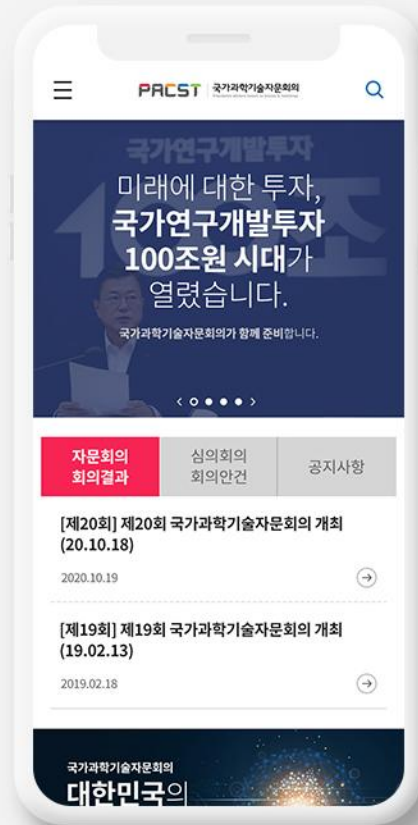 PACST 국가과학기술자문회의
국가연구개발투자
100조
미래에 대한 투자,
국가연구개발투자
100조원 시대가
열렸습니다.
국가과학기술자문회의가 함께 준비합니다.
자문회의
회의결과
심의회의
회의안건
공지사항
[제20회] 제20회 국가과학기술자문회의 개최
(20.10.18)
2020.10.19
[제19회] 제19회 국가과학기술자문회의 개최
(19.02.13)
2019.02.18
국가과학기술자문회의
대한민국의